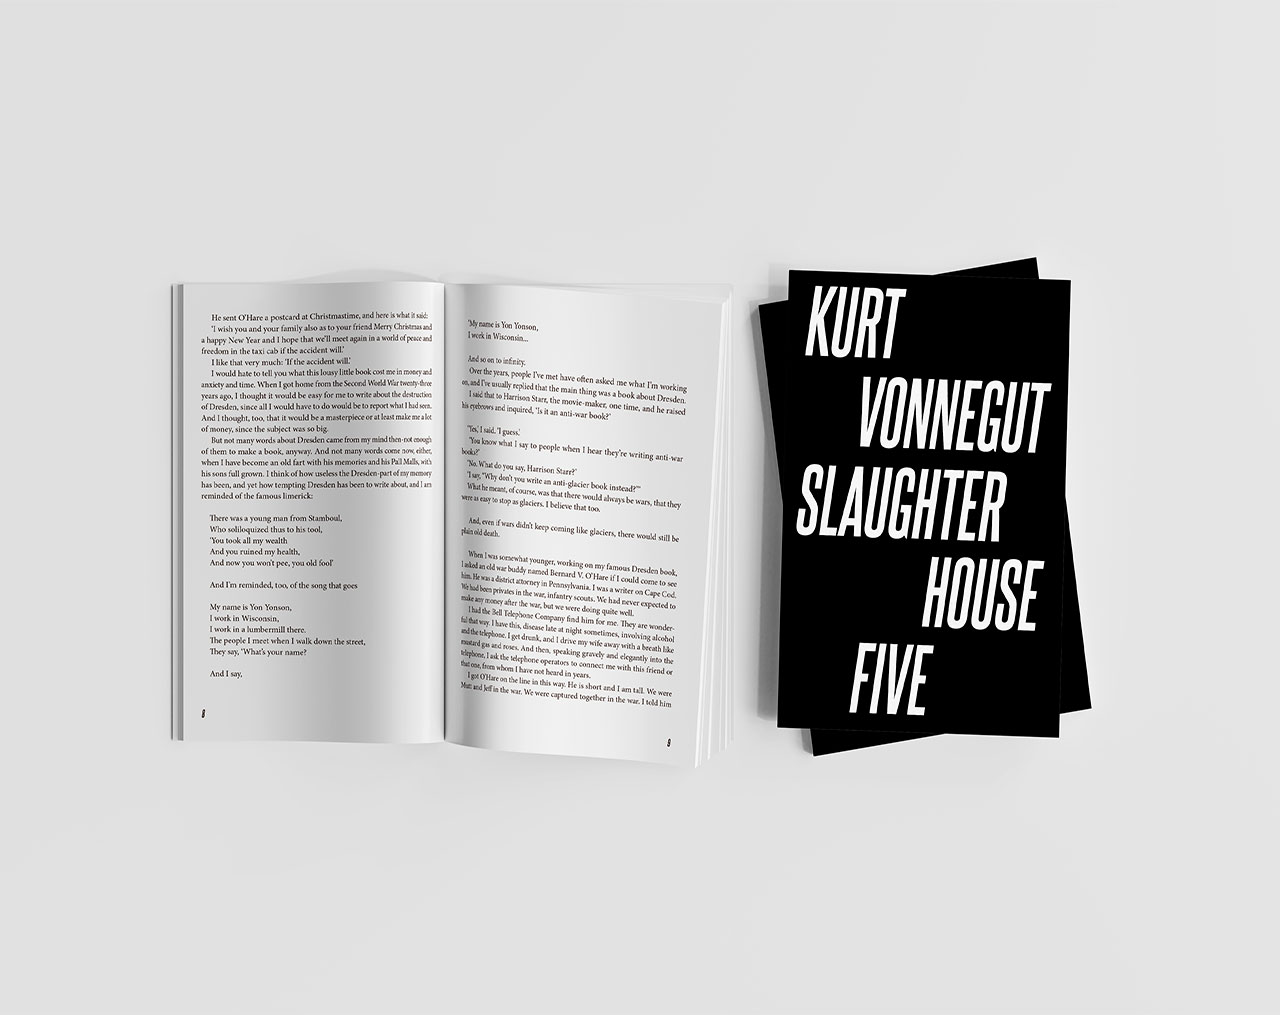 He sent O'Hare a postcard at Christmastime, and here is what it said:
'I wish you and your family also as to your friend Merry Christmas and
a happy New Year and I hope that we'll meet again in a world of peace and
freedom in the taxi cab if the accident will.'
I like that very much: 'If the accident will.'
I would hate to tell you what this lousy little book cost me in money and
anxiety and time. When I got home from the Second World War twenty-three
years ago, I thought it would be easy for me to write about the destruction
of Dresden, since all I would have to do would be to report what I had seen.
And I thought, too, that it would be a masterpiece or at least make me a lot
of money, since the subject was so big.
But not many words about Dresden came from my mind then-not enough
of them to make a book, anyway. And not many words come now, either,
when I have become an old fart with his memories and his Pall Malls, with
his sons full grown. I think of how useless the Dresden-part of my memory
has been, and yet how tempting Dresden has been to write about, and I am
reminded of the famous limerick:
There was a young man from Stamboul,
Who soliloquized thus to his tool,
'You took all my wealth
And you ruined my health,
And now you won't pee, you old fool'
And I'm reminded, too, of the song that goes
My name is Yon Yonson,
I work in Wisconsin,
I work in a lumbermill there.
The people I meet when I walk down the street,
They say, 'What's your name?
And I say,
8
'My name is Yon Yonson,
I work in Wisconsin...
And so on to infinity.
Over the years, people I've met have often asked me what I'm working
on, and I've usually replied that the main thing was a book about Dresden.
I said that to Harrison Starr, the movie-maker, one time, and he raised
his eyebrows and inquired, 'Is it an anti-war book?'
'Yes,' I said. 'I guess.'
'You know what I say to people when I hear they're writing anti-war
books?'
'No. What do you say, Harrison Starr?'
'I say, "Why don't you write an anti-glacier book instead?"'
'What he meant, of course, was that there would always be wars, that they
were as easy to stop as glaciers. I believe that too.
And, even if wars didn't keep coming like glaciers, there would still be
plain old death.
When I was somewhat younger, working on my famous Dresden book,
I asked an old war buddy named Bernard V. O'Hare if I could come to see
him. He was a district attorney in Pennsylvania. I was a writer on Cape Cod.
We had been privates in the war, infantry scouts. We had never expected to
make any money after the war, but we were doing quite well.
I had the Bell Telephone Company find him for me. They are wonder-
ful that way. I have this, disease late at night sometimes, involving alcohol
and the telephone. I get drunk, and I drive my wife away with a breath like
mustard gas and roses. And then, speaking gravely and elegantly into the
telephone, I ask the telephone operators to connect me with this friend or
that one, from whom I have not heard in years.
I got O'Hare on the line in this way. He is short and I am tall. We were
Mutt and Jeff in the war. We were captured together in the war. I told him
9
KURT
VONNEGUT
SLAUGHTER
HOUSE
FIVE